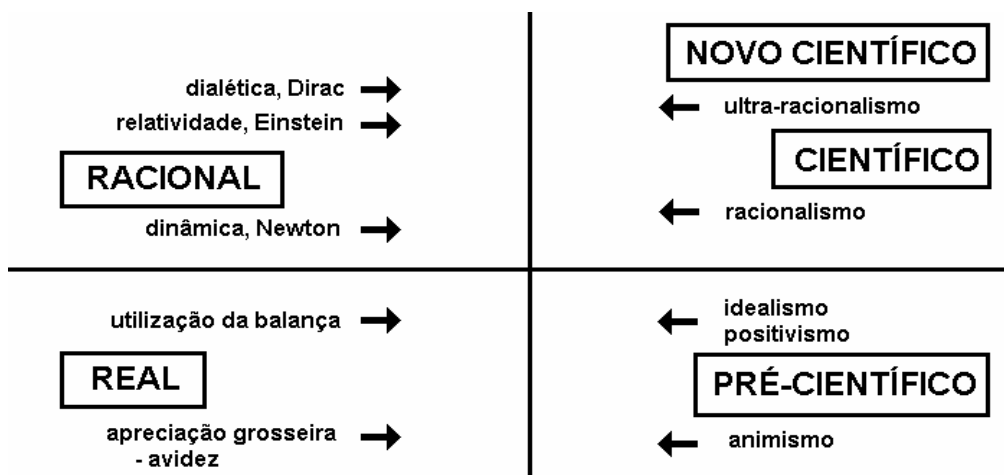 NOVO CIENTÍFICO
dialética, Dirac
ultra-racionalismo
relatividade, Einstein
CIENTÍFICO
RACIONAL
racionalismo
dinâmica, Newton
idealismo
utilização da balança
positivismo
REAL
PRÉ-CIENTÍFICO
apreciação grosseira
- avidez
animismo